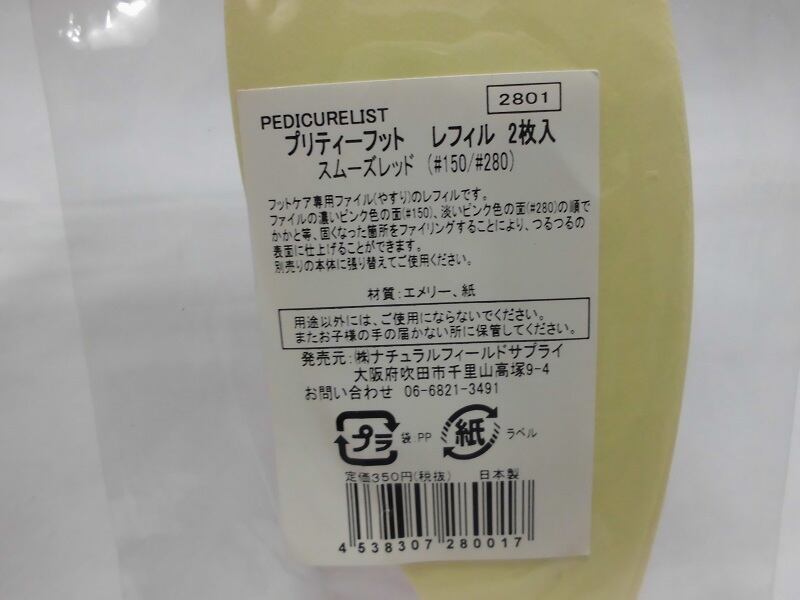 2801
PEDICURELIST
プリティーフット レフィル 2枚入
スムーズレッド (#150/#280)
フットケア専用ファイル(やすり)のレフィルです。
ファイルの濃いピンク色の面(#150)、淡いピンク色の面(#280)の順で
かかと等、固くなった箇所をファイリングすることにより、つるつるの
表面に仕上げることができます。
別売りの本体に張り替えてご使用ください。
材質:エメリー、紙
用途以外には、ご使用にならないでください。
またお子様の手の届かない所に保管してください。
発売元:㈱ナチュラルフィールドサプライ
大阪府吹田市千里山高塚9-4
お問い合わせ 06-6821-3491
プラ 袋:PP 紙 ラベル
定価350円(税抜) 日本製
4 538307 280017